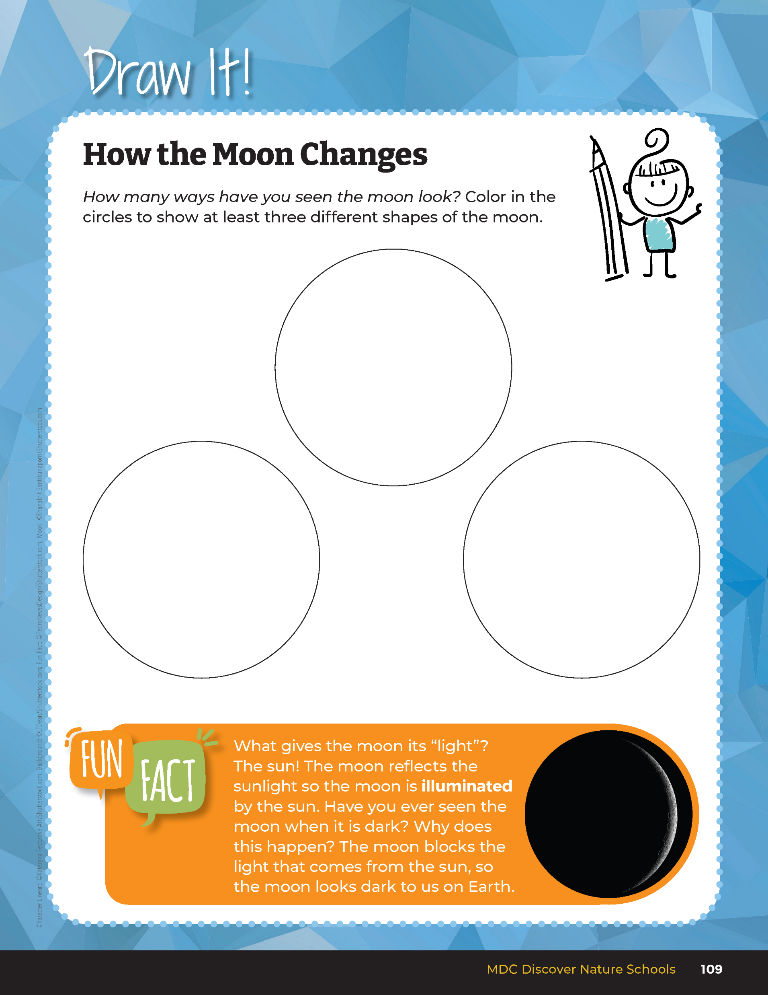 Draw It!
How the Moon Changes
How many ways have you seen the moon look? Color in the
circles to show at least three different shapes of the moon.
FUN
FACT
What gives the moon its “light”?
The sun! The moon reflects the
sunlight so the moon is illuminated
by the sun. Have you ever seen the
moon when it is dark? Why does
this happen? The moon blocks the
light that comes from the sun, so
the moon looks dark to us on Earth.
MDC Discover Nature Schools 109